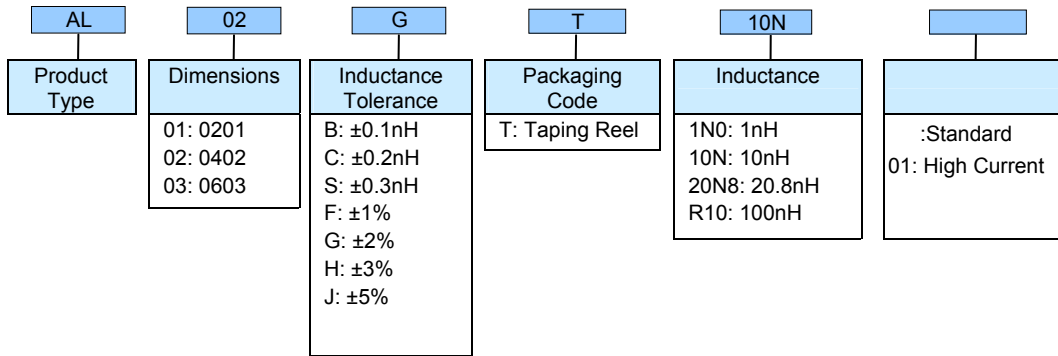 AL 02 G T 10N
Product Type
Dimensions
Inductance Tolerance
Packaging Code
Inductance
01: 0201
02: 0402
03: 0603
B: ±0.1nH
C: ±0.2nH
S: ±0.3nH
F: ±1%
G: ±2%
H: ±3%
J: ±5%
T: Taping Reel
1N0: 1nH
10N: 10nH
20N8: 20.8nH
R10: 100nH
:Standard
01: High Current